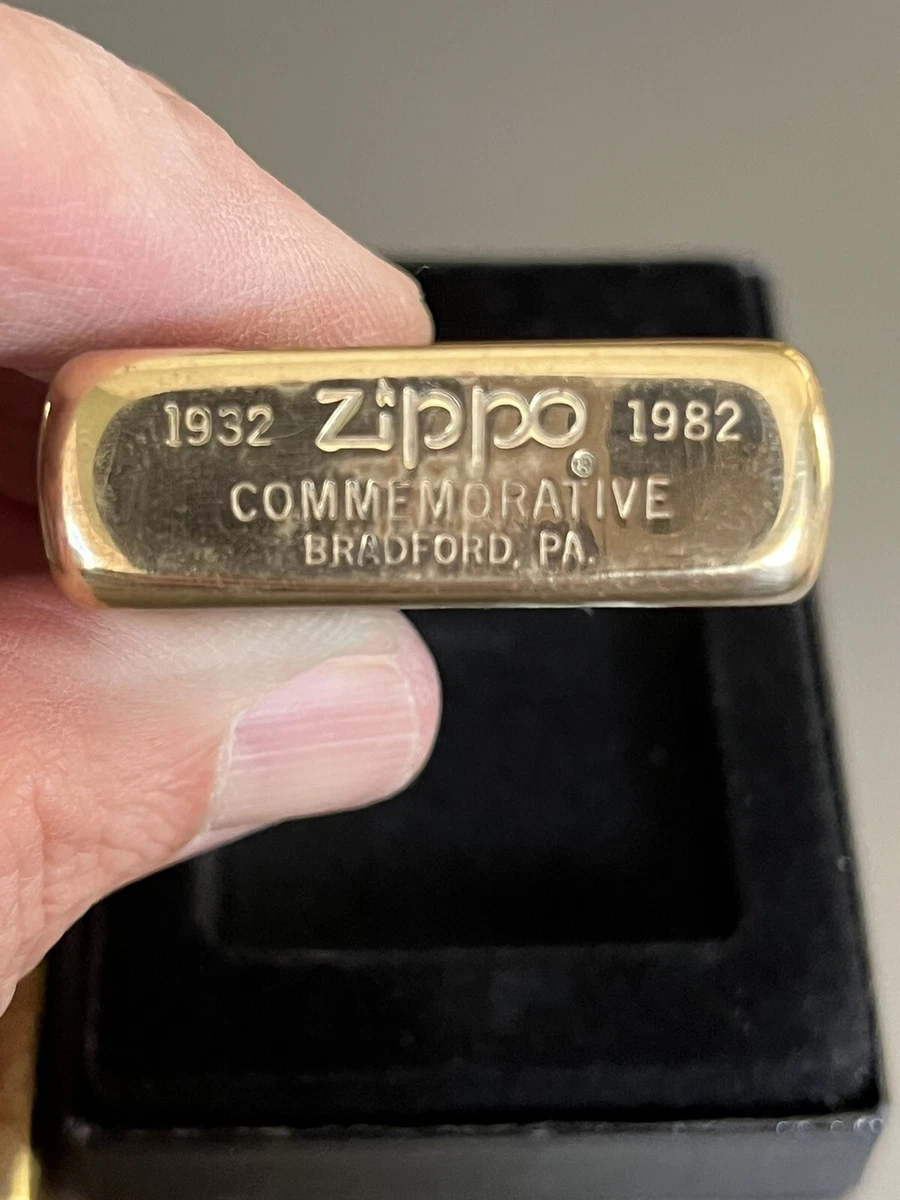 1932 Zippo 1982
®
COMMEMORATIVE
BRADFORD, PA.